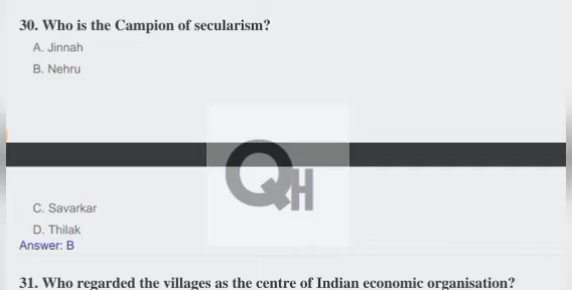 30. Who is the Campion of secularism?
A. Jinnah
B. Nehru
QH
C. Savarkar
D. Thilak
Answer: B
31. Who regarded the villages as the centre of Indian economic organisation?